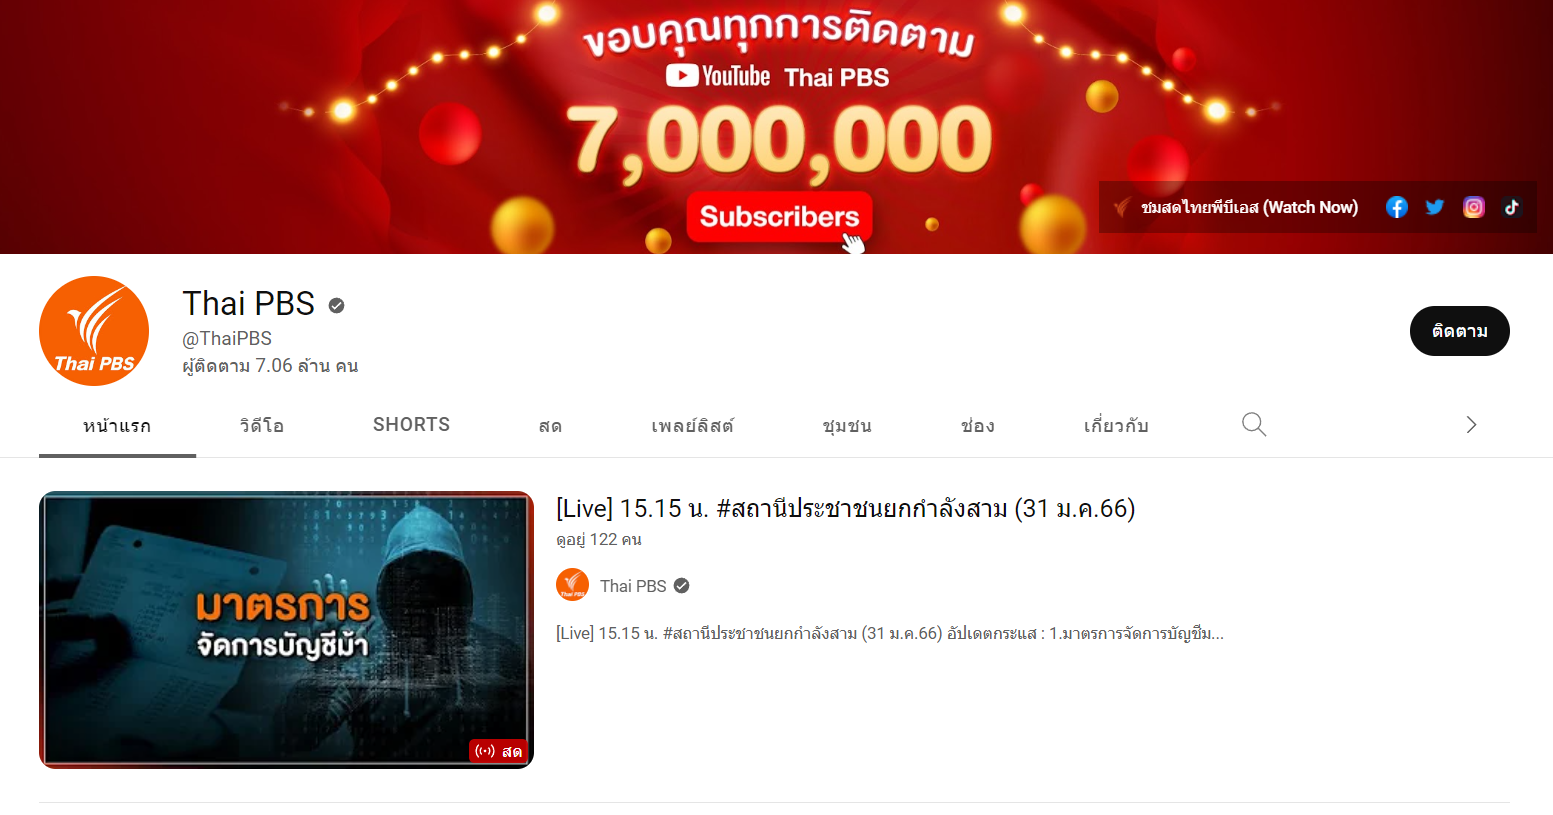 ขอบคุณทุกการติดตาม
YouTube Thai PBS
7,000,000
Subscribers
ชมสดไทยพีบีเอส (Watch Now)
Thai PBS
Thai PBS
@ThaiPBS
ผู้ติดตาม 7.06 ล้าน คน
ติดตาม
หน้าแรก วิดีโอ SHORTS สด เพลย์ลิสต์ ชุมชน ช่อง เกี่ยวกับ
มาตรการ
จัดการบัญชีม้า
สด
[Live] 15.15 น. #สถานีประชาชนยกกำลังสาม (31 ม.ค.66)
ดูอยู่ 122 คน
Thai PBS
Thai PBS
[Live] 15.15 น. #สถานีประชาชนยกกำลังสาม (31 ม.ค.66) อัปเดตกระแส : 1.มาตรการจัดการบัญชีม...